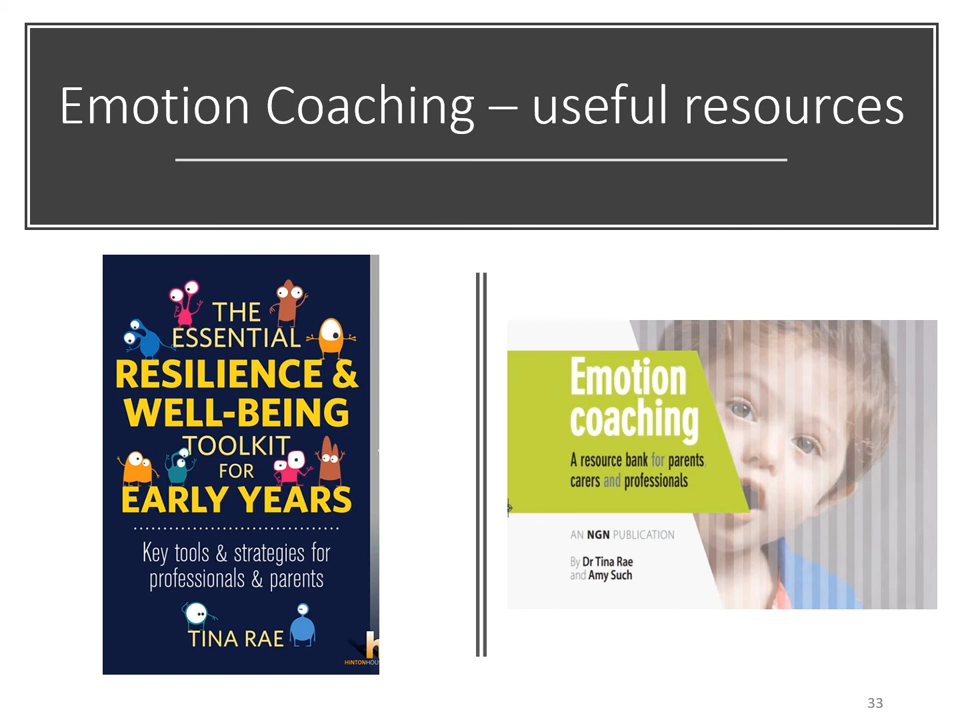 Emotion Coaching – useful resources
THE
ESSENTIAL
RESILIENCE &
WELL-BEING
TOOLKIT
FOR
EARLY YEARS
Key tools & strategies for
professionals & parents
TINA RAE
Emotion
coaching
A resource bank for parents,
carers and professionals
AN NGN PUBLICATION
By Dr Tina Rae
and Amy Such
33